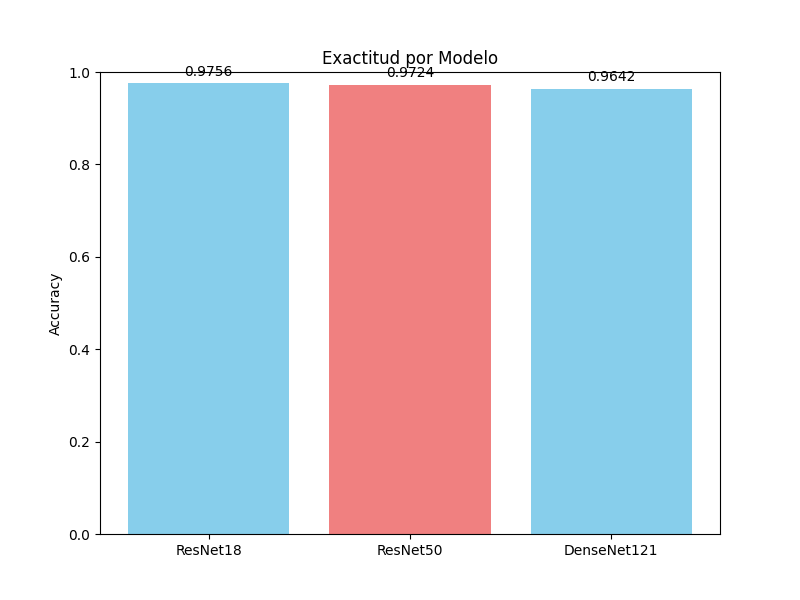 Exactitud por Modelo
0.9756
0.9724
0.9642
1.0
0.8
0.6
0.4
0.2
0.0
Accuracy
ResNet18
ResNet50
DenseNet121